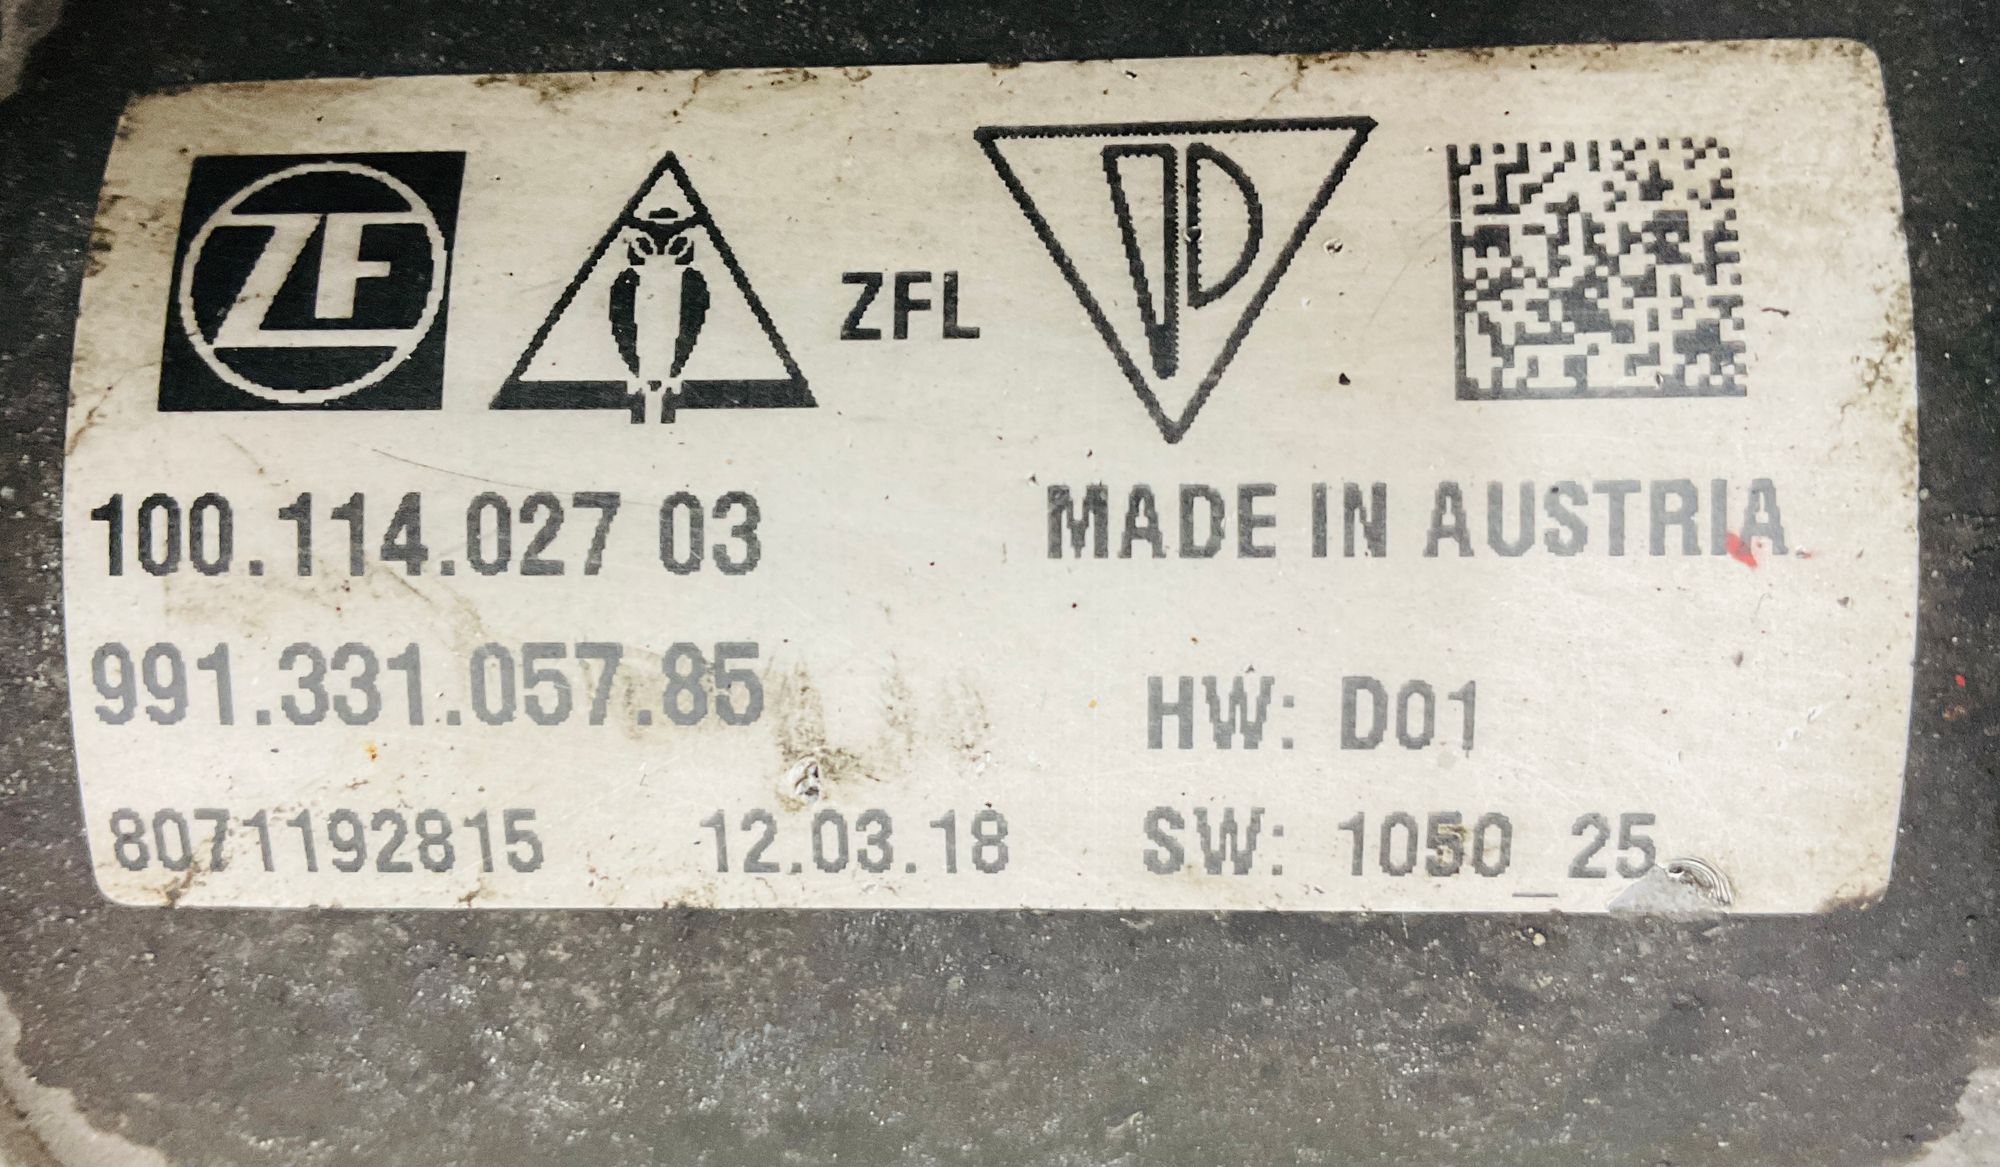 ZF ZFL
100.114.027 03 MADE IN AUSTRIA
991.331.057.85 HW: D01
8071192815 12.03.18 SW: 1050_25